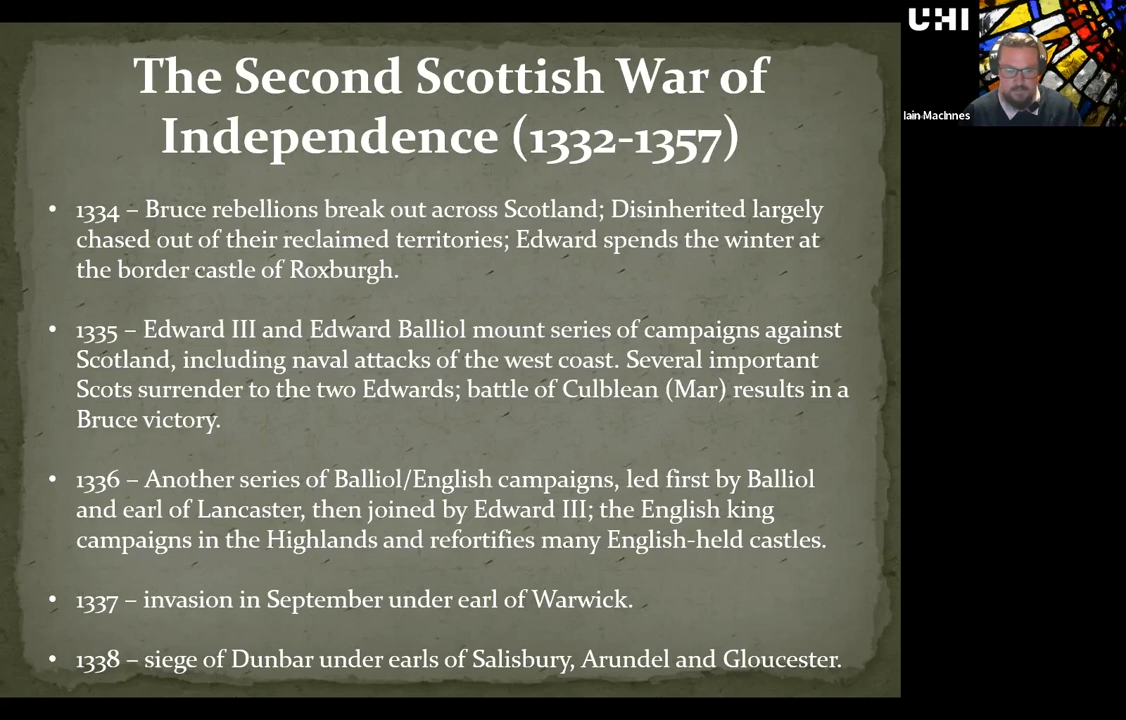 The Second Scottish War of
Independence (1332-1357)
• 1334 – Bruce rebellions break out across Scotland; Disinherited largely
chased out of their reclaimed territories; Edward spends the winter at
the border castle of Roxburgh.
• 1335 – Edward III and Edward Balliol mount series of campaigns against
Scotland, including naval attacks of the west coast. Several important
Scots surrender to the two Edwards; battle of Culblean (Mar) results in a
Bruce victory.
• 1336 – Another series of Balliol/English campaigns, led first by Balliol
and earl of Lancaster, then joined by Edward III; the English king
campaigns in the Highlands and refortifies many English-held castles.
• 1337 – invasion in September under earl of Warwick.
• 1338 – siege of Dunbar under earls of Salisbury, Arundel and Gloucester.
UHI
Iain MacInnes